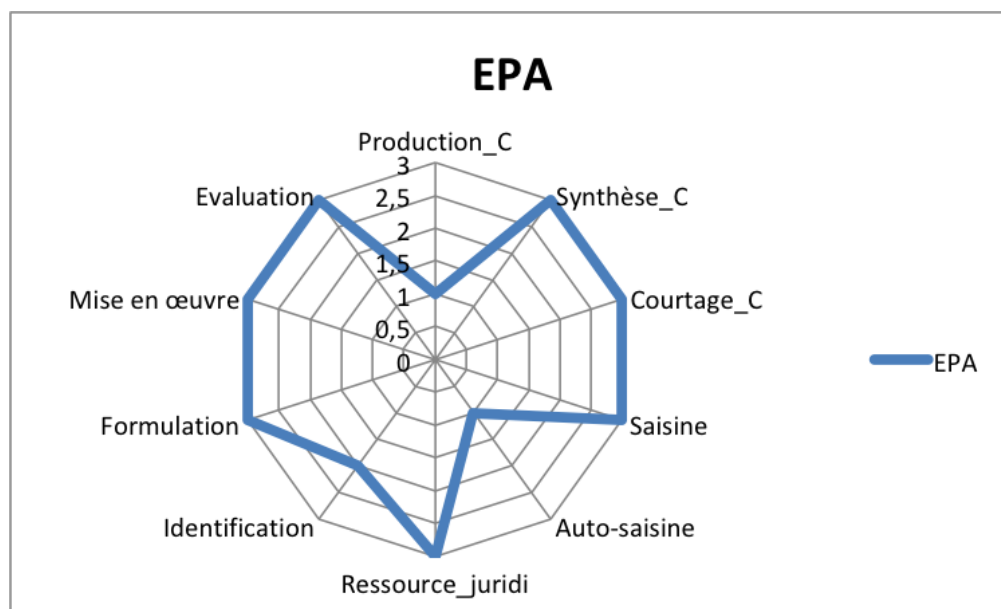 EPA
Production_C
3
Evaluation
2,5
Synthèse_C
2
1,5
Mise en œuvre
1
Courtage_C
0,5
0
EPA
Formulation
Saisine
Identification
Auto-saisine
Ressource_juridi